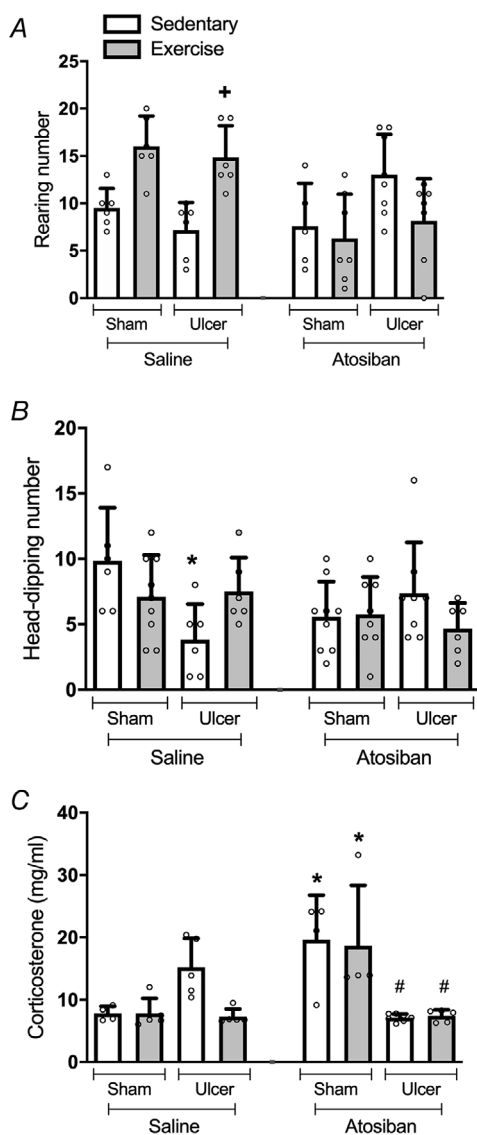 A
Sedentary
Exercise
Rearing number
25
20
15
10
5
0
+
Sham
Ulcer
Sham
Ulcer
Saline
Atosiban
B
Head-dipping number
20
15
10
5
0
*
Sham
Ulcer
Sham
Ulcer
Saline
Atosiban
C
Corticosterone (mg/ml)
40
30
20
10
0
*
*
#
#
Sham
Ulcer
Sham
Ulcer
Saline
Atosiban